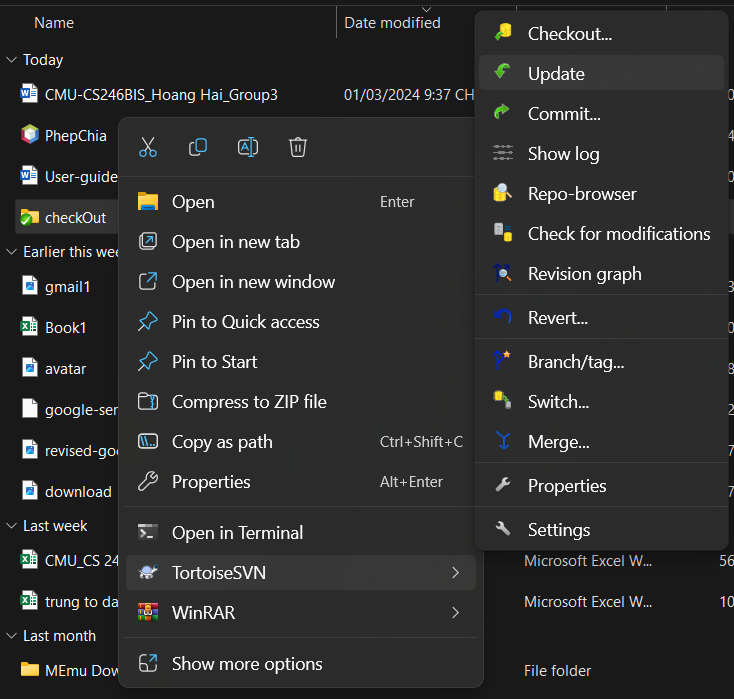 Name
Date modified
Today
CMU-CS246BIS_Hoang Hai_Group3
01/03/2024 9:37 CH
PhepChia
User-guide
checkOut
Earlier this wee
gmail1
Book1
avatar
google-ser
revised-goo
download
Last week
CMU_CS 24
trung to da
Last month
MEmu Dow
Open
Enter
Open in new tab
Open in new window
Pin to Quick access
Pin to Start
Compress to ZIP file
Copy as path
Ctrl+Shift+C
Properties
Alt+Enter
Open in Terminal
TortoiseSVN
WinRAR
Show more options
Checkout...
Update
Commit...
Show log
Repo-browser
Check for modifications
Revision graph
Revert...
Branch/tag...
Switch...
Merge...
Properties
Settings
Microsoft Excel W...
56
Microsoft Excel W...
10
File folder